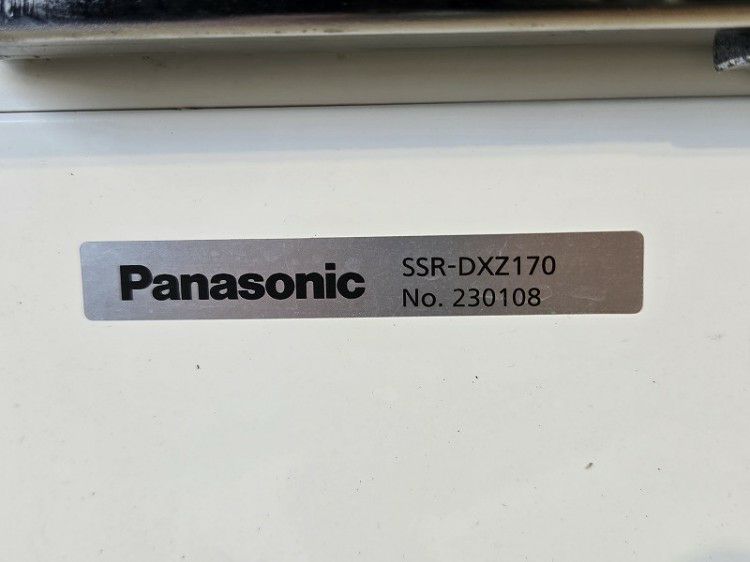 Panasonic
SSR-DXZ170
No. 230108